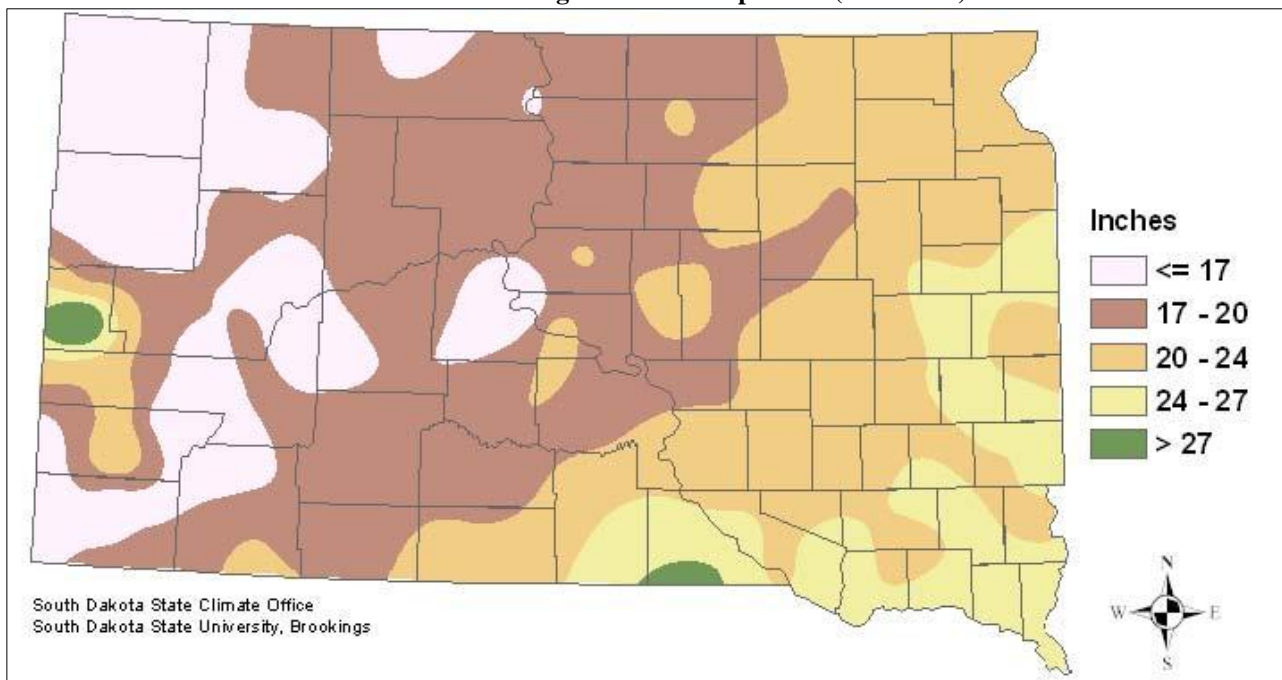 Inches
<= 17
17 - 20
20 - 24
24 - 27
> 27
South Dakota State Climate Office
South Dakota State University, Brookings
N
W
E
S